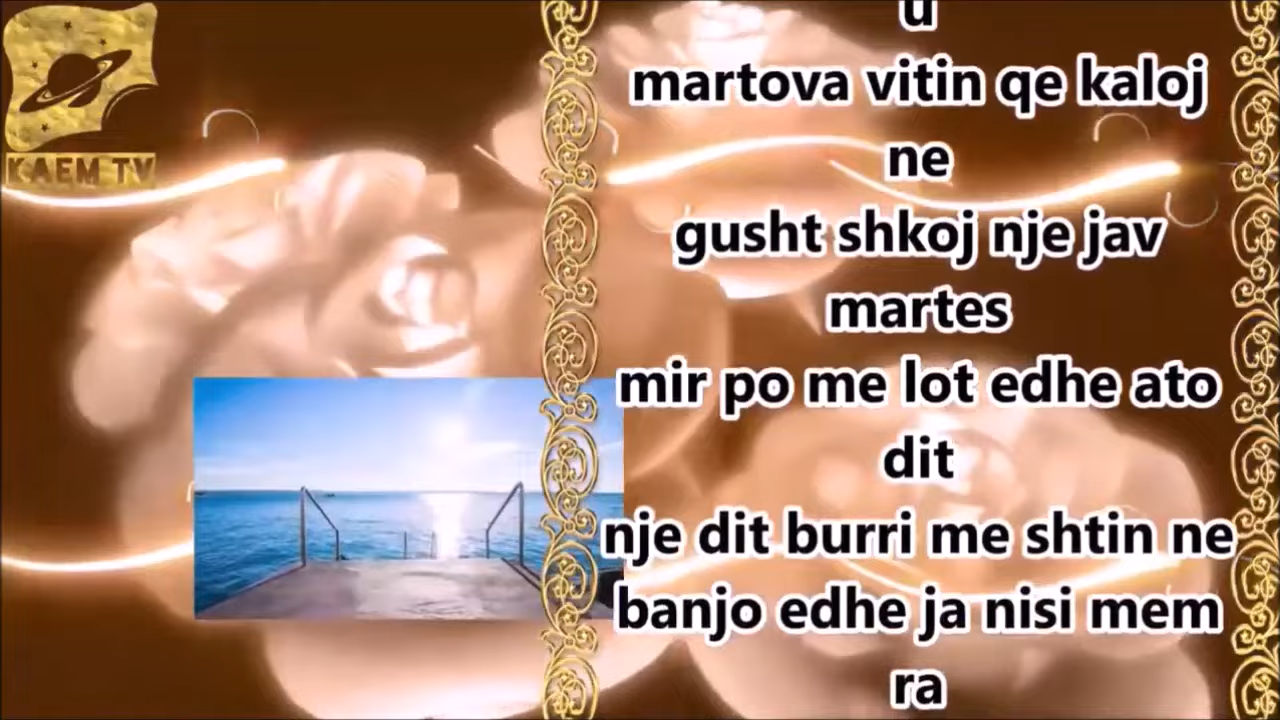 KAEM TV
u
martova vitin qe kaloj
ne
gusht shkoj nje jav
martes
mir po me lot edhe ato
dit
nje dit burri me shtin ne
banjo edhe ja nisi mem
ra